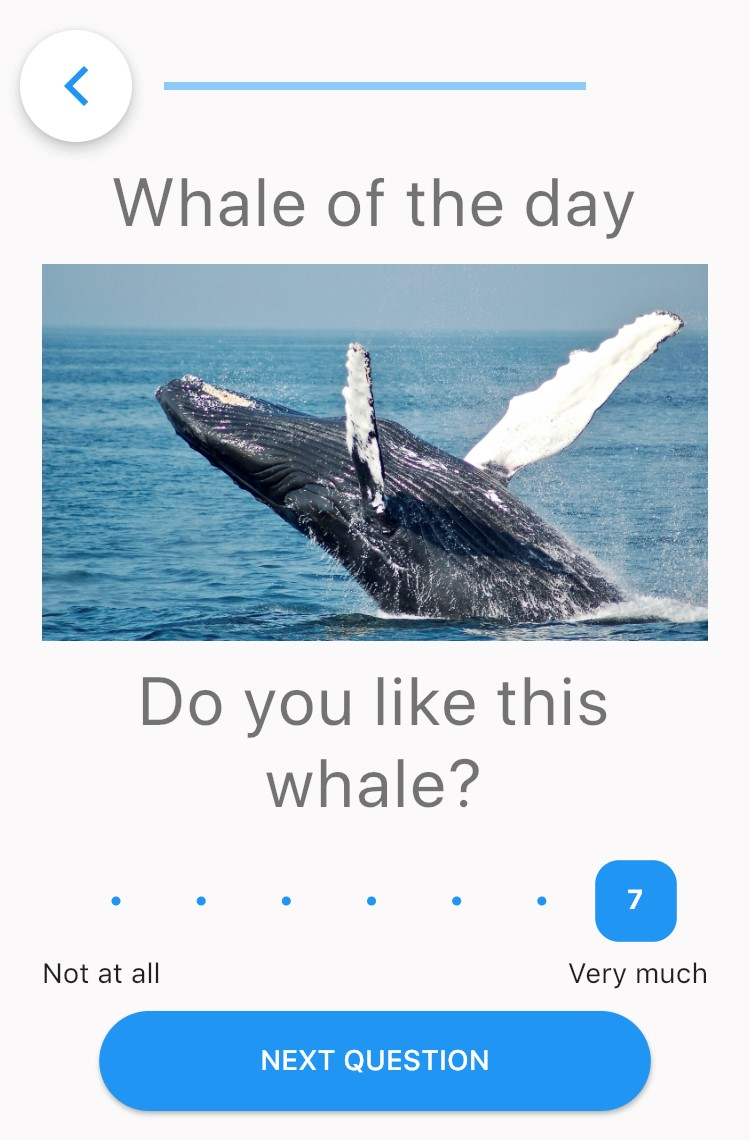 Whale of the day
Do you like this
whale?
7
Not at all
Very much
NEXT QUESTION